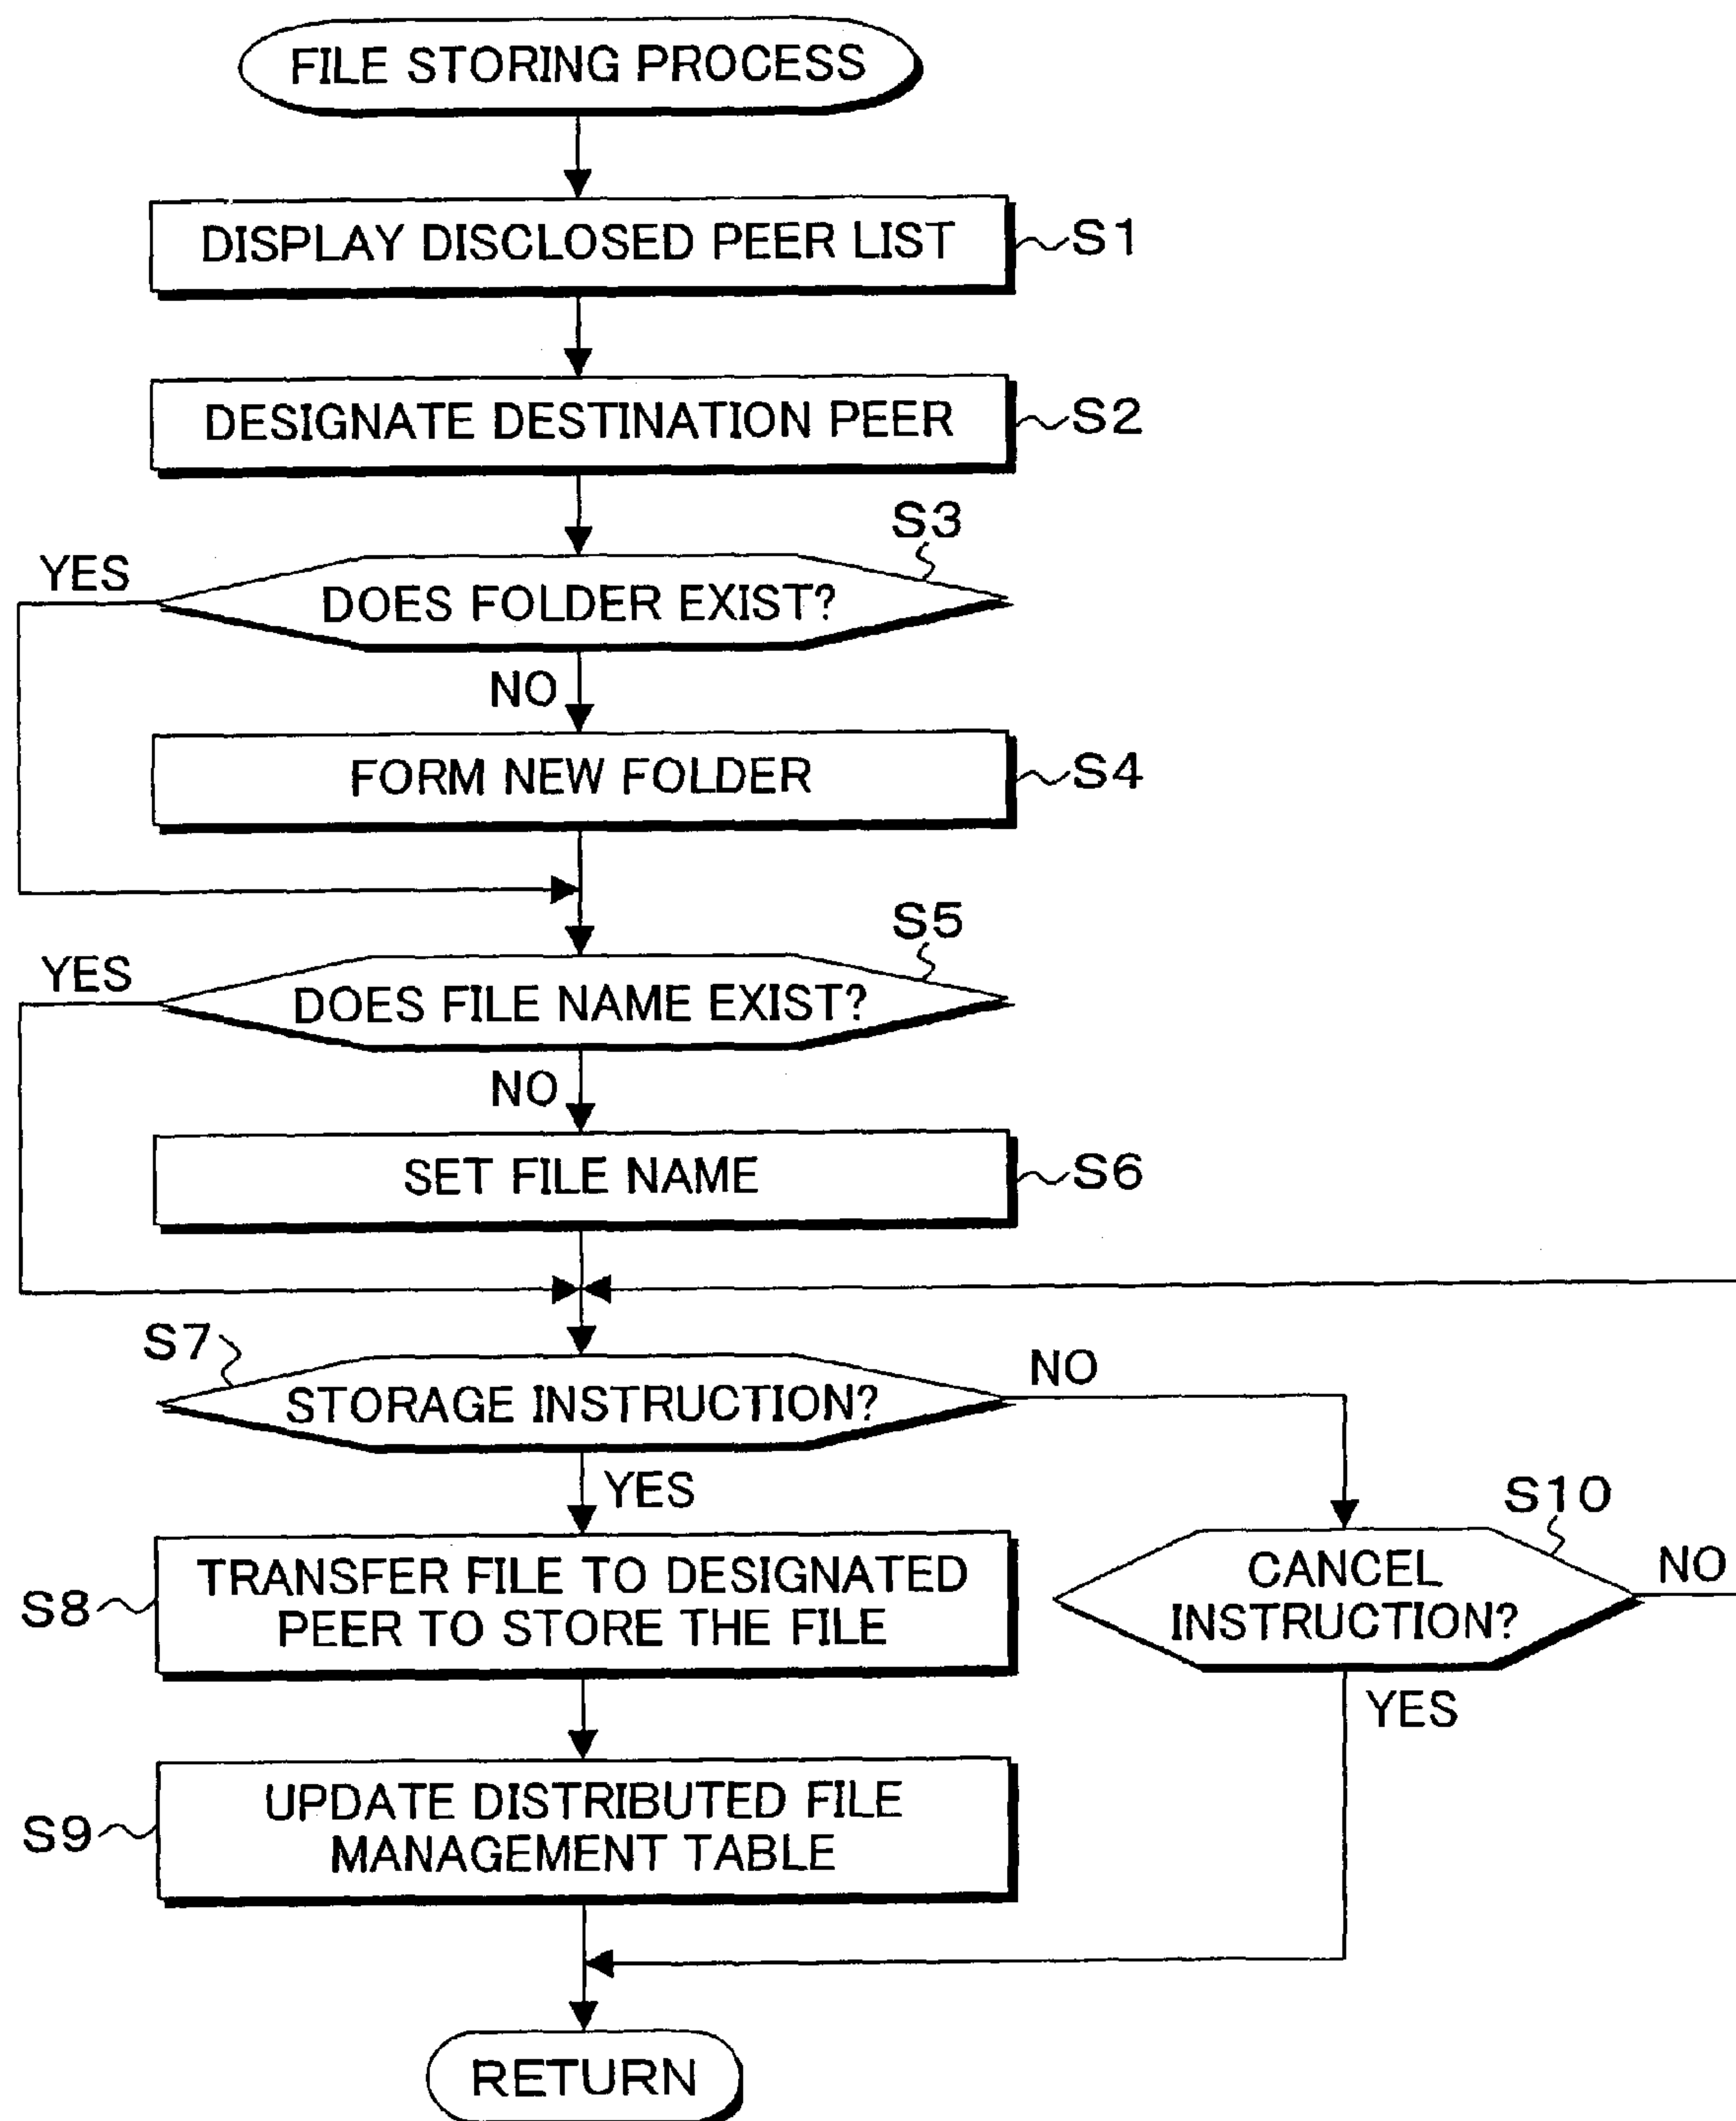 FILE STORING PROCESS
DISPLAY DISCLOSED PEER LIST
S1
DESIGNATE DESTINATION PEER
S2
S3
YES
DOES FOLDER EXIST?
NO
FORM NEW FOLDER
S4
S5
YES
DOES FILE NAME EXIST?
NO
SET FILE NAME
S6
S7
STORAGE INSTRUCTION?
NO
YES
S10
CANCEL
INSTRUCTION?
NO
YES
S8
TRANSFER FILE TO DESIGNATED
PEER TO STORE THE FILE
S9
UPDATE DISTRIBUTED FILE
MANAGEMENT TABLE
RETURN